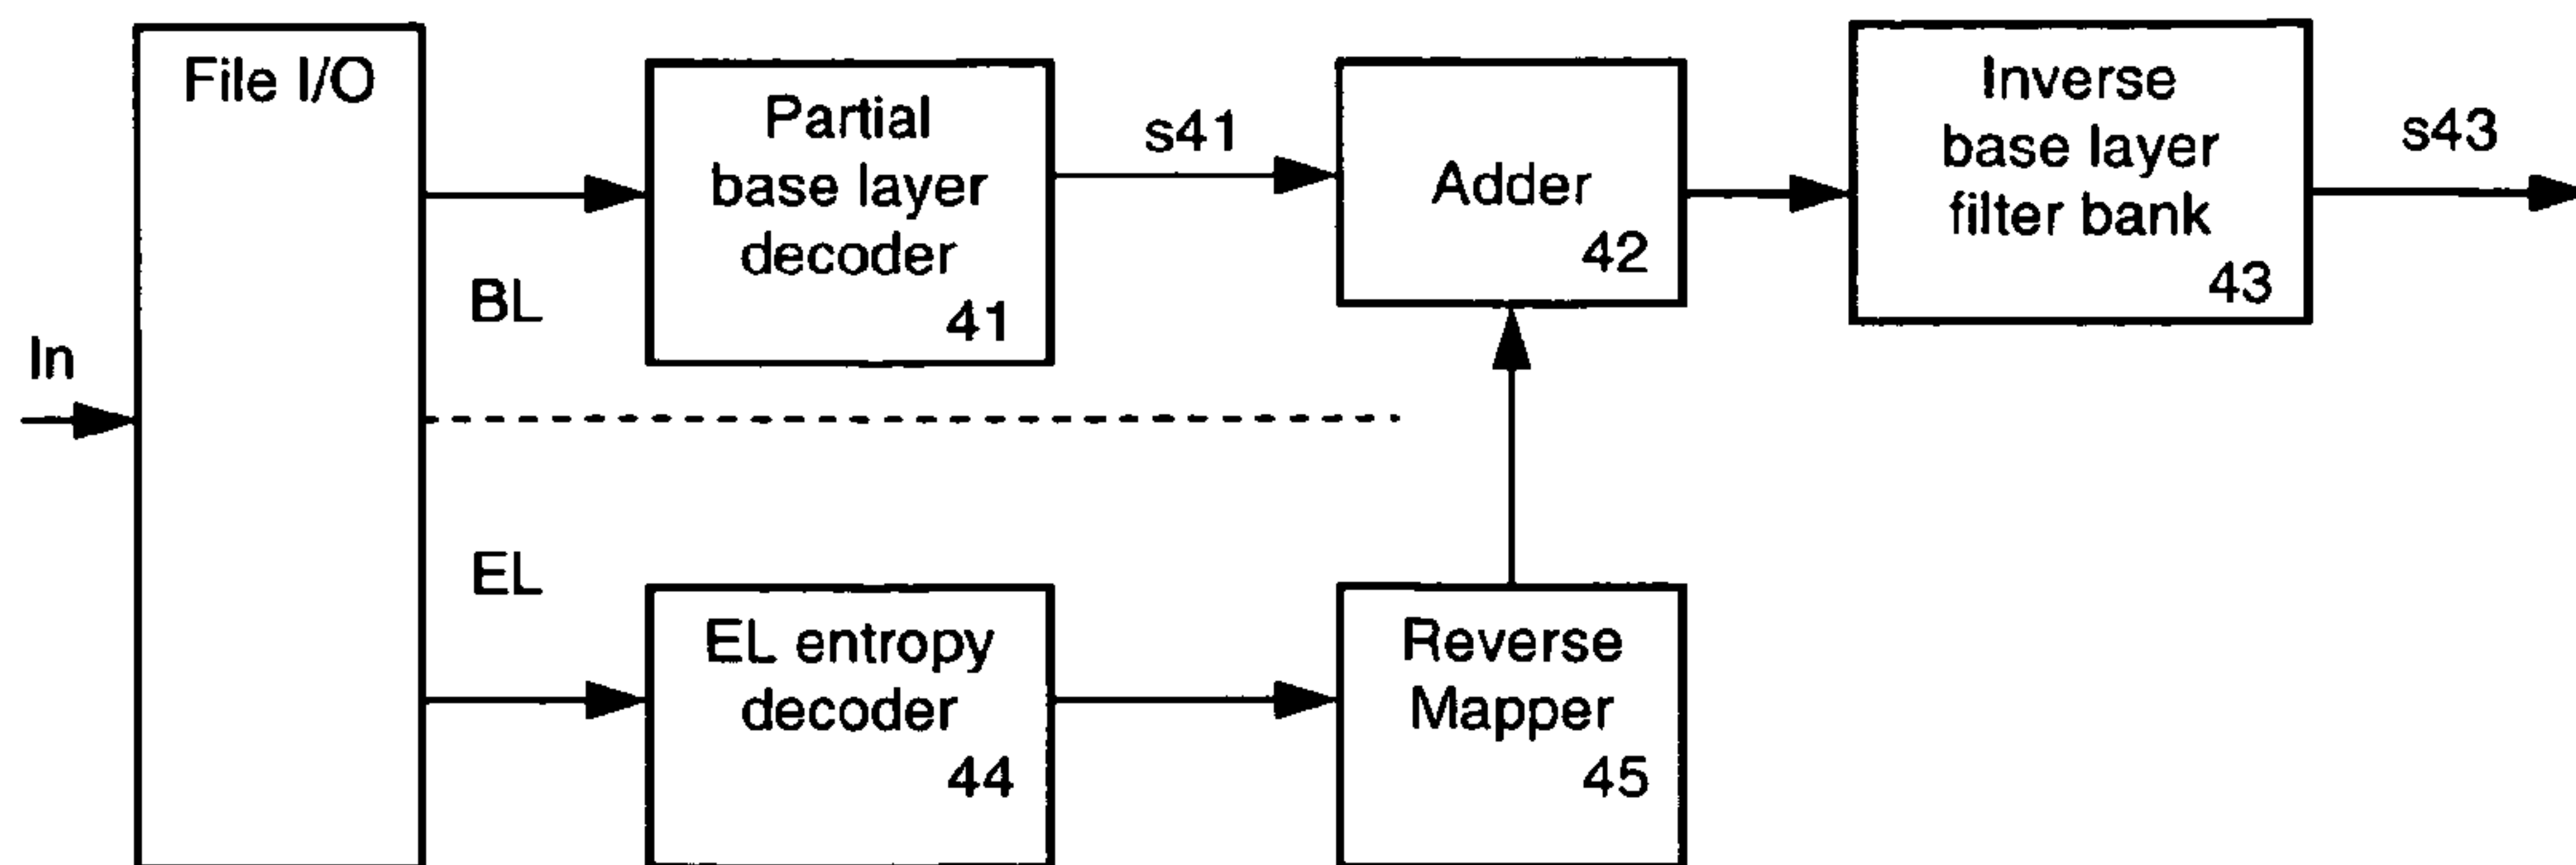 File I/O
In
BL
EL
Partial
base layer
decoder
41
s41
Adder
42
Inverse
base layer
filter bank
43
s43
EL entropy
decoder
44
Reverse
Mapper
45